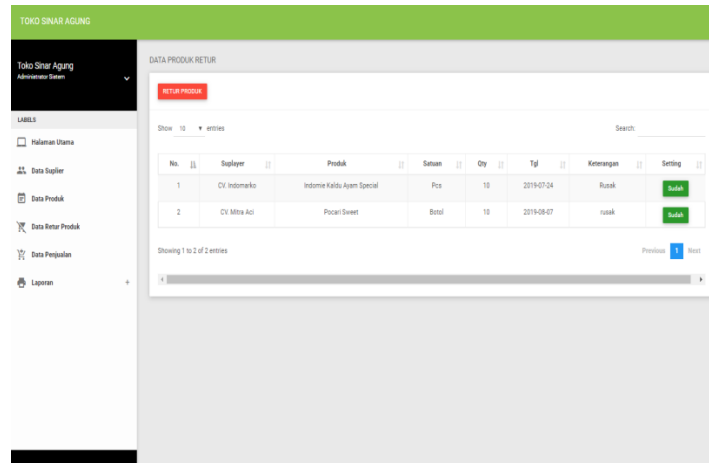 TOKO SINAR AGUNG
Toko Sinar Agung
Administrator Sistem
LABELS
Halaman Utama
Data Suplier
Data Produk
Data Retur Produk
Data Penjualan
Laporan +
DATA PRODUK RETUR
RETUR PRODUK
Show 10 entries
Search:
No. Suplayer Produk Satuan Qty Tgl Keterangan Setting
1 CV. Indomarko Indomie Kaldu Ayam Special Pcs 10 2019-07-24 Rusak Sudah
2 CV. Mitra Aci Pocari Sweet Botol 10 2019-08-07 rusak Sudah
Showing 1 to 2 of 2 entries
Previous 1 Next